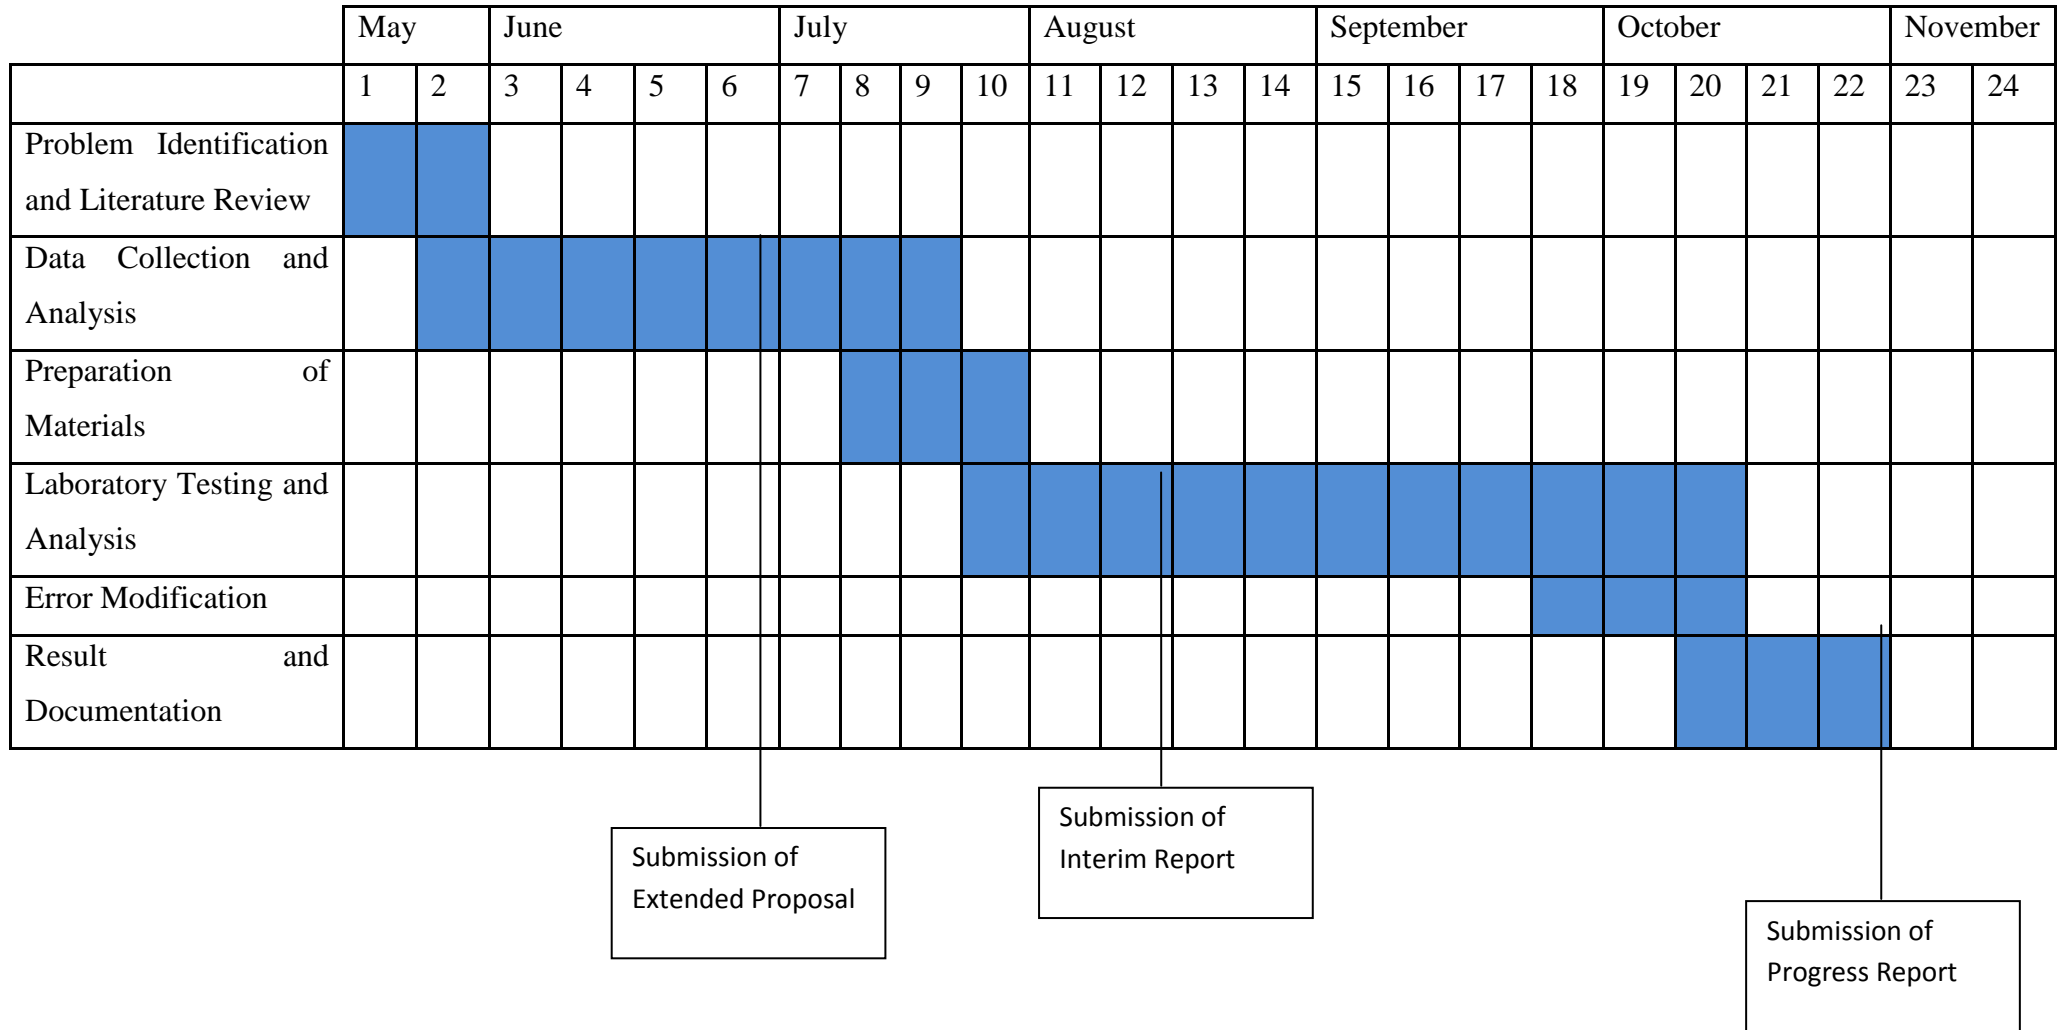 May June July August September October November
1 2 3 4 5 6 7 8 9 10 11 12 13 14 15 16 17 18 19 20 21 22 23 24
Problem Identification
and Literature Review
Data Collection and
Analysis
Preparation of
Materials
Laboratory Testing and
Analysis
Error Modification
Result and
Documentation
Submission of
Extended Proposal
Submission of
Interim Report
Submission of
Progress Report